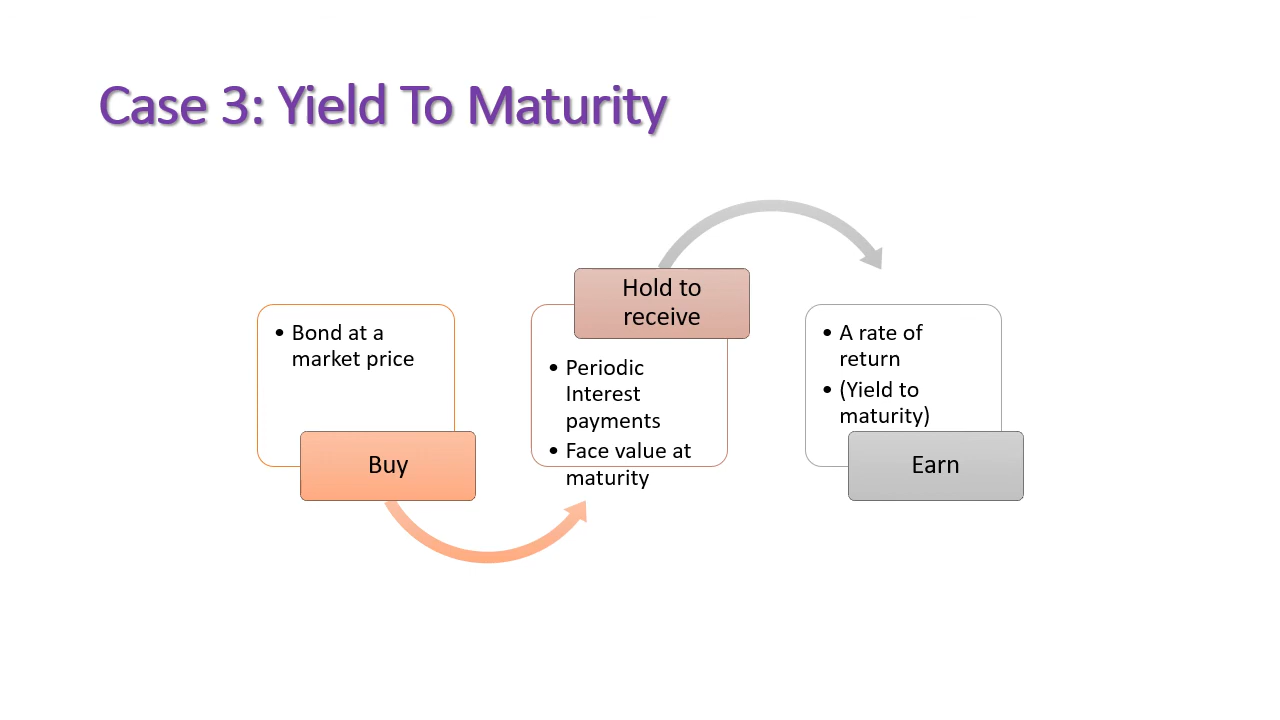 Case 3: Yield To Maturity
• Bond at a
market price
Buy
Hold to
receive
• Periodic
Interest
payments
• Face value at
maturity
• A rate of
return
• (Yield to
maturity)
Earn